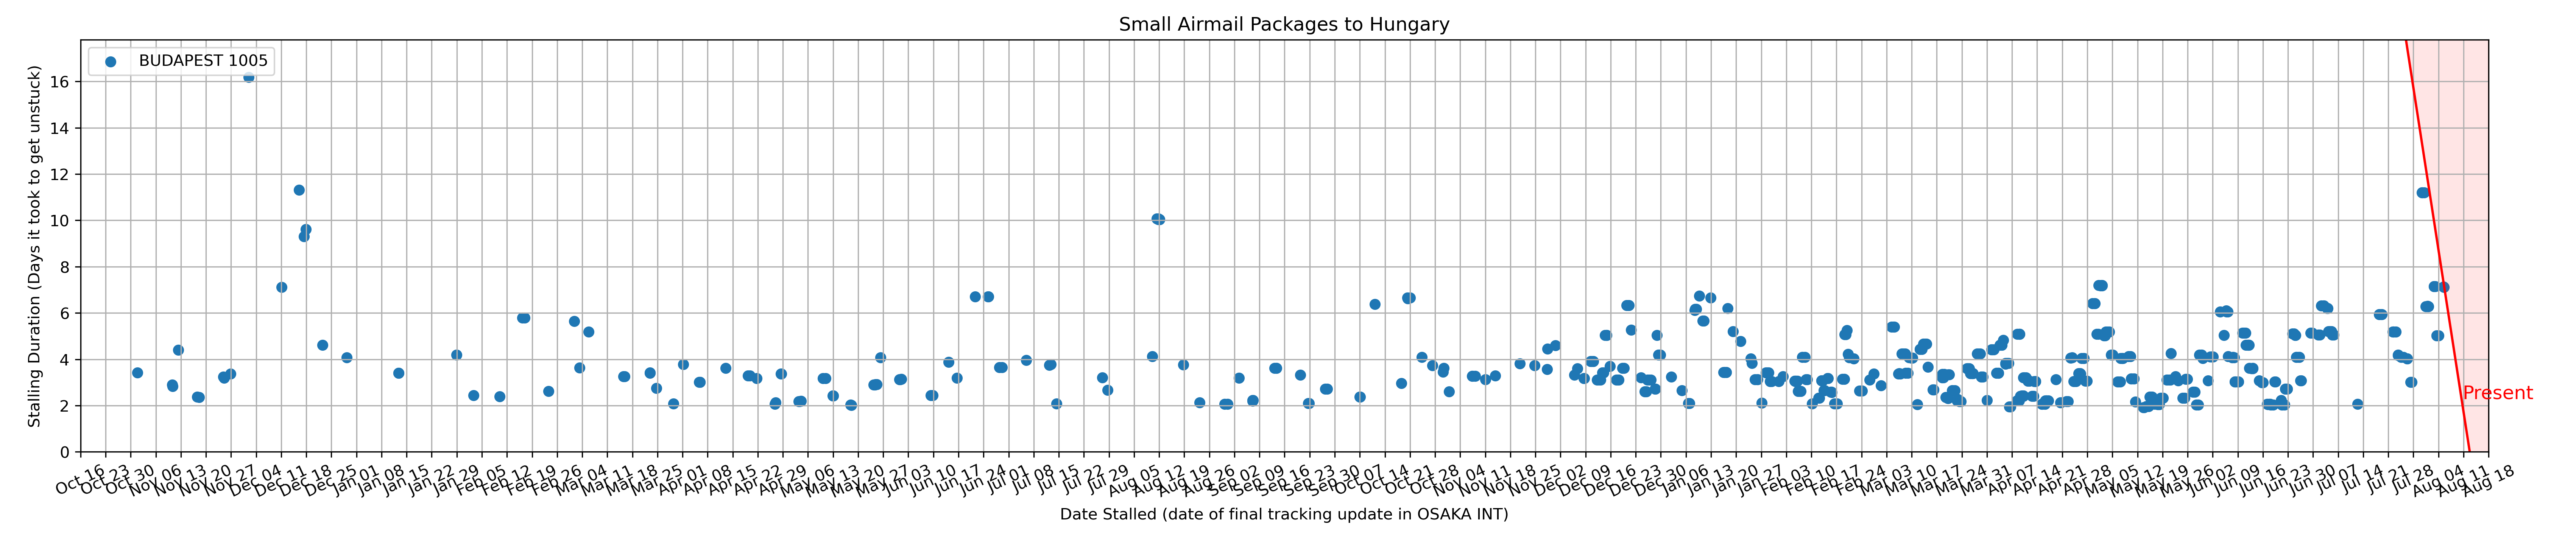 Small Airmail Packages to Hungary
BUDAPEST 1005
Stalling Duration (Days it took to get unstuck)
16
14
12
10
8
6
4
2
0
Present
Oct 16
Oct 23
Oct 30
Nov 06
Nov 13
Nov 20
Nov 27
Dec 04
Dec 11
Dec 18
Dec 25
Jan 01
Jan 08
Jan 15
Jan 22
Jan 29
Feb 05
Feb 12
Feb 19
Feb 26
Mar 04
Mar 11
Mar 18
Mar 25
Apr 01
Apr 08
Apr 15
Apr 22
Apr 29
May 06
May 13
May 20
May 27
Jun 03
Jun 10
Jun 17
Jun 24
Jul 01
Jul 08
Jul 15
Jul 22
Jul 29
Aug 05
Aug 12
Aug 19
Aug 26
Sep 02
Sep 09
Sep 16
Sep 23
Sep 30
Oct 07
Oct 14
Oct 21
Oct 28
Nov 04
Nov 11
Nov 18
Nov 25
Dec 02
Dec 09
Dec 16
Dec 23
Dec 30
Jan 06
Jan 13
Jan 20
Jan 27
Feb 03
Feb 10
Feb 17
Feb 24
Mar 03
Mar 10
Mar 17
Mar 24
Mar 31
Apr 07
Apr 14
Apr 21
Apr 28
May 05
May 12
May 19
May 26
Jun 02
Jun 09
Jun 16
Jun 23
Jun 30
Jul 07
Jul 14
Jul 21
Jul 28
Aug 04
Aug 11
Aug 18
Date Stalled (date of final tracking update in OSAKA INT)